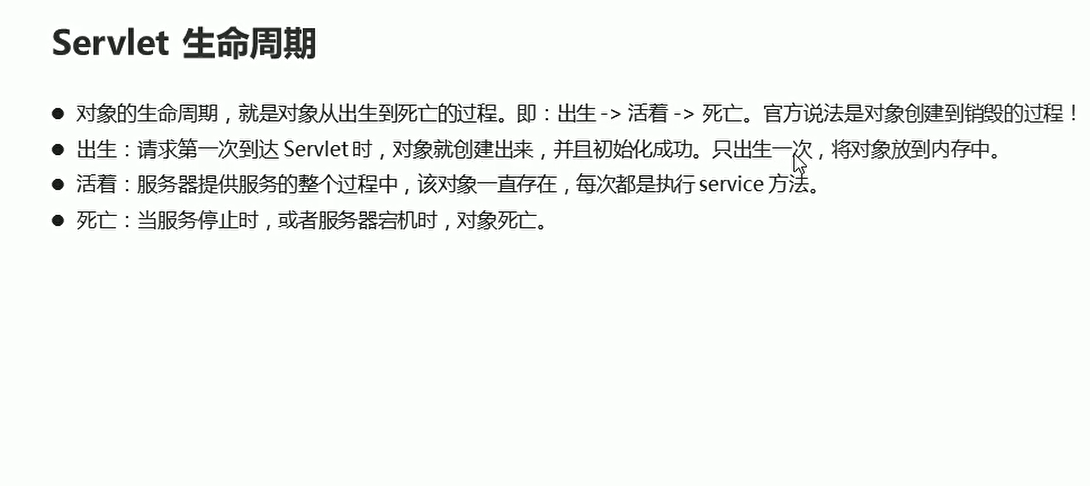 Servlet 生命周期
● 对象的生命周期，就是对象从出生到死亡的过程。即：出生 -> 活着 -> 死亡。官方说法是对象创建到销毁的过程！
● 出生：请求第一次到达 Servlet 时，对象就创建出来，并且初始化成功。只出生一次，将对象放到内存中。
● 活着：服务器提供服务的整个过程中，该对象一直存在，每次都是执行 service 方法。
● 死亡：当服务停止时，或者服务器宕机时，对象死亡。